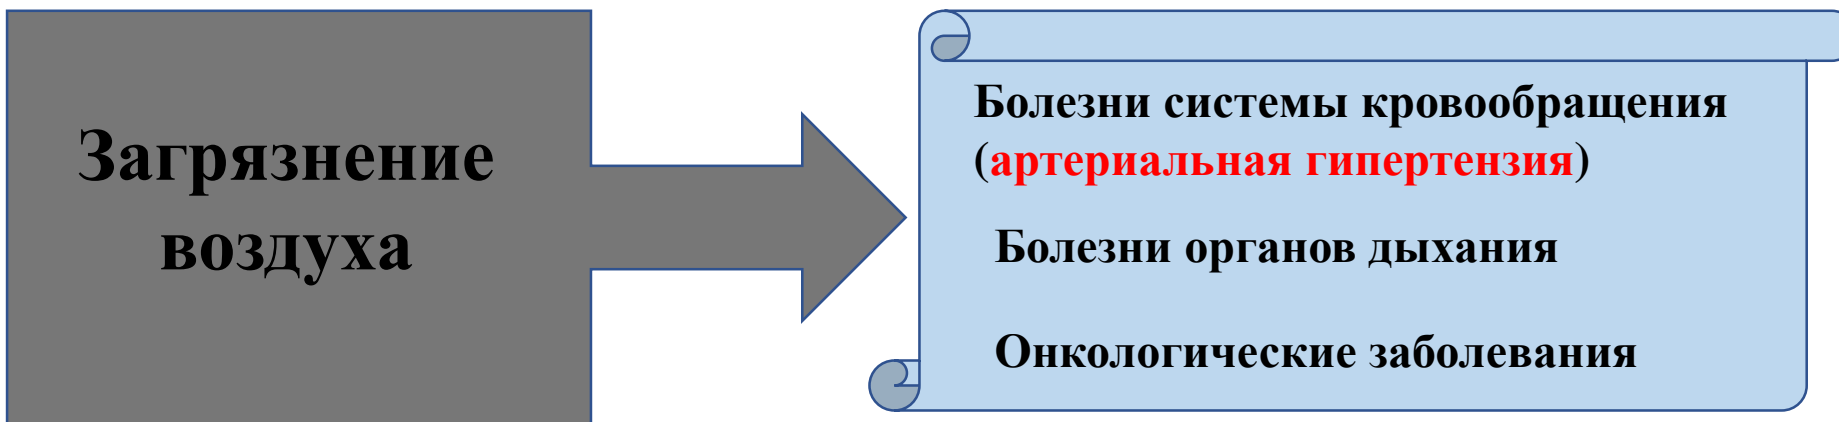 Загрязнение
воздуха
Болезни системы кровообращения
(артериальная гипертензия)
Болезни органов дыхания
Онкологические заболевания